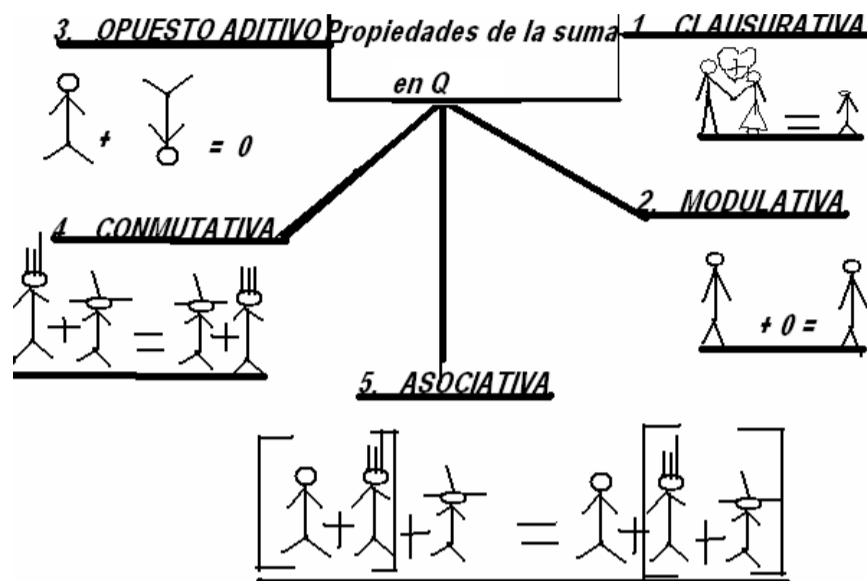 3. OPUESTO ADITIVO
Propiedades de la suma
en Q
1 CLAUSURATIVA
+
=
+
= 0
2. MODULATIVA
+ 0 =
4 CONMUTATIVA
+ = +
5. ASOCIATIVA
[ + ] + = + [ + ]